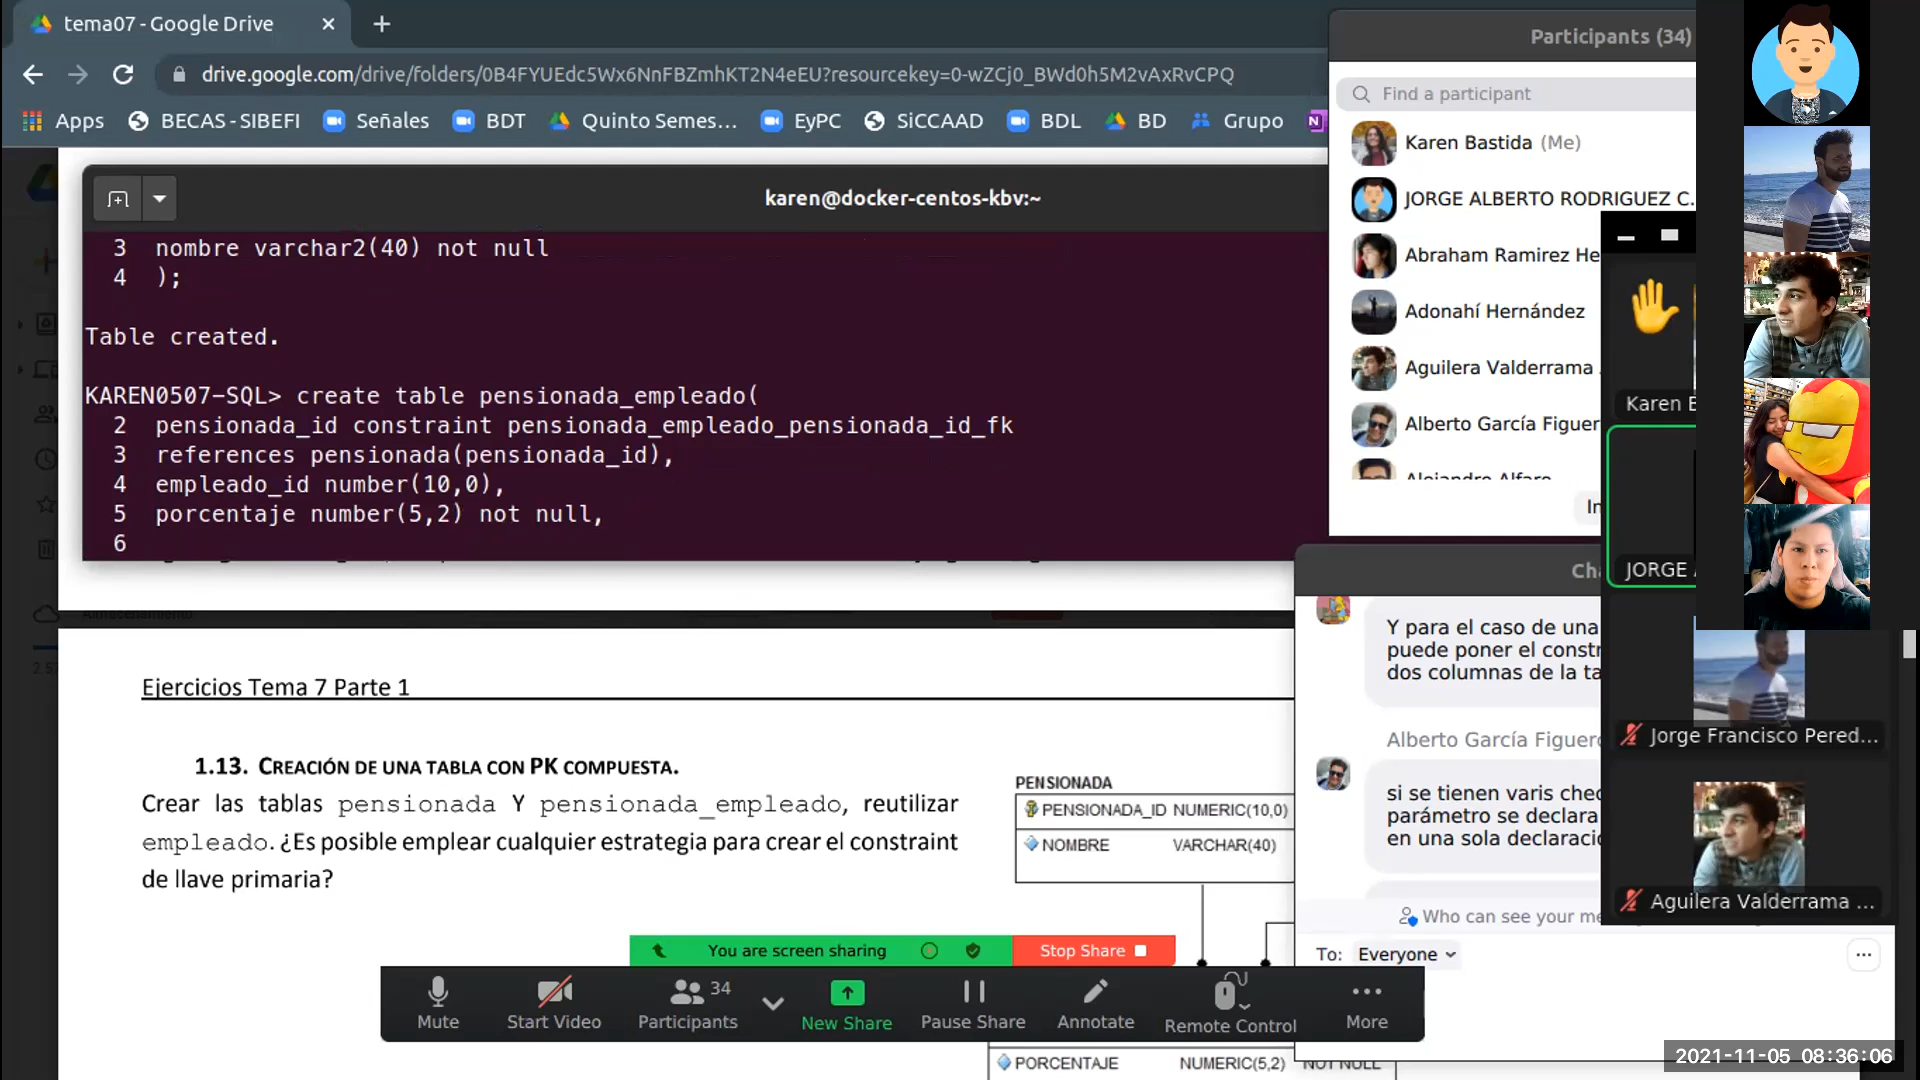 tema07 - Google Drive
drive.google.com/drive/folders/0B4FYUEdc5Wx6NnFBZmhKT2N4eEU?resourcekey=0-wZCj0_BWd0h5M2vAxRvCPQ
Apps
BECAS - SIBEFI
Señales
BDT
Quinto Semes...
EyPC
SiCCAAD
BDL
BD
Grupo
karen@docker-centos-kbv:~
3 nombre varchar2(40) not null
4 );
Table created.
KAREN0507-SQL> create table pensionada_empleado(
2 pensionada_id constraint pensionada_empleado_pensionada_id_fk
3 references pensionada(pensionada_id),
4 empleado_id number(10,0),
5 porcentaje number(5,2) not null,
6
Ejercicios Tema 7 Parte 1
1.13. CREACIÓN DE UNA TABLA CON PK COMPUESTA.
Crear las tablas pensionada Y pensionada_empleado, reutilizar
empleado. ¿Es posible emplear cualquier estrategia para crear el constraint
de llave primaria?
PENSIONADA
PENSIONADA_ID NUMERIC(10,0)
NOMBRE VARCHAR(40)
PORCENTAJE NUMERIC(5,2) NOT NULL
You are screen sharing
Stop Share
Mute
Start Video
Participants
34
New Share
Pause Share
Annotate
Remote Control
More
Participants (34)
Find a participant
Karen Bastida (Me)
JORGE ALBERTO RODRIGUEZ C.
Abraham Ramirez He
Adonahí Hernández
Aguilera Valderrama
Alberto García Figuer
Alejandro Alfaro
In
Karen B
JORGE
Jorge Francisco Pered...
Aguilera Valderrama ...
Cha
Y para el caso de una
puede poner el constr
dos columnas de la ta
Alberto García Figuero
si se tienen varis chec
parámetro se declara
en una sola declaració
Who can see your me
To: Everyone
2021-11-05 08:36:06